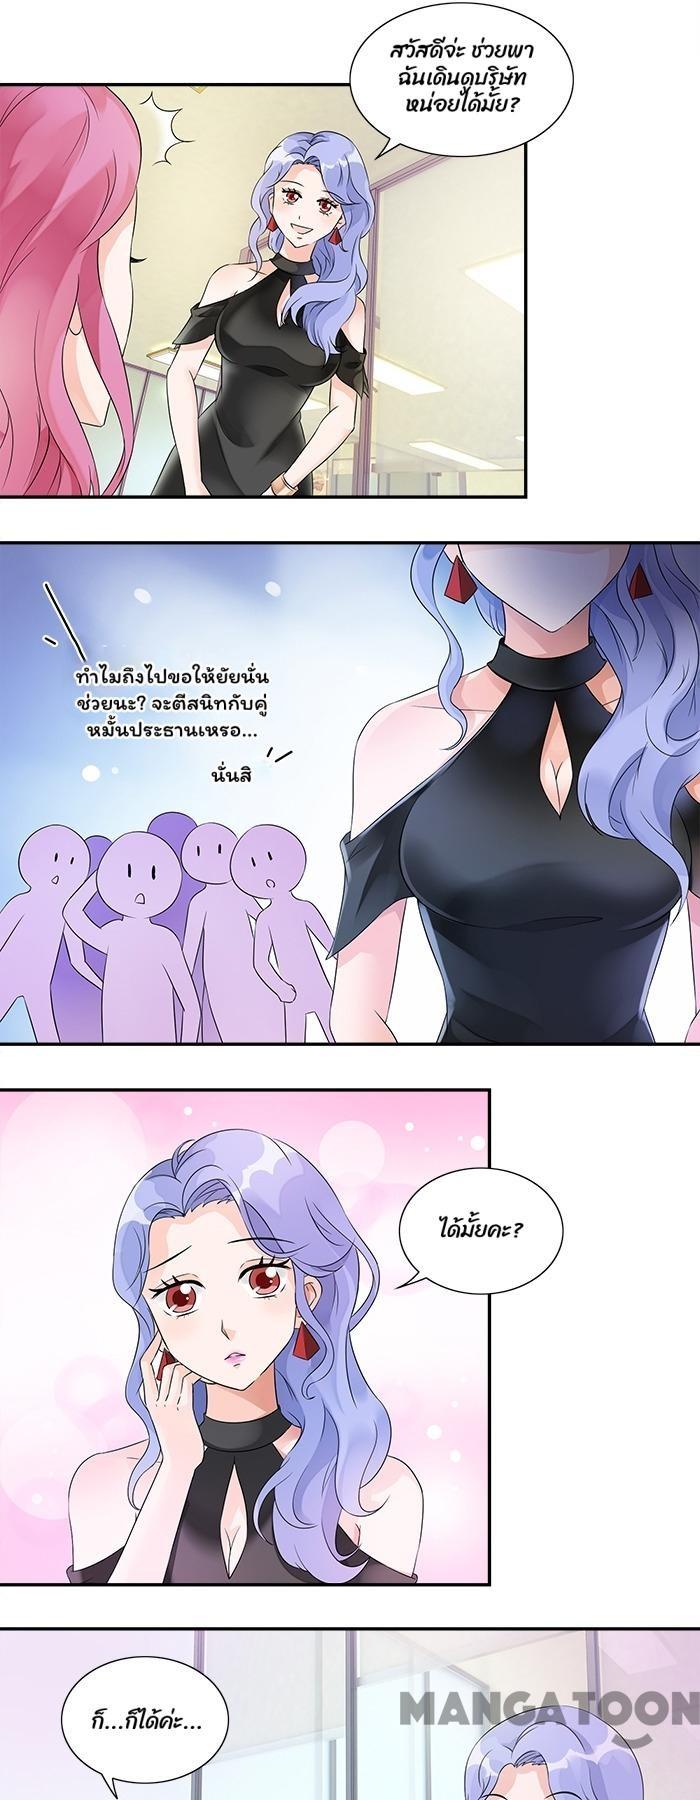 สวัสดีจ่ะ ช่วยพา
ฉันเดินดูบริษัท
หน่อยได้มั้ย?
ทำไมถึงไปขอให้ยัยนั่น
ช่วยนะ? จะตีสนิทกับคู่
หมั้นประธานเหรอ...
นั่นสิ
ได้มั้ยคะ?
ก็...ก็ได้ค่ะ...
MANGATOON